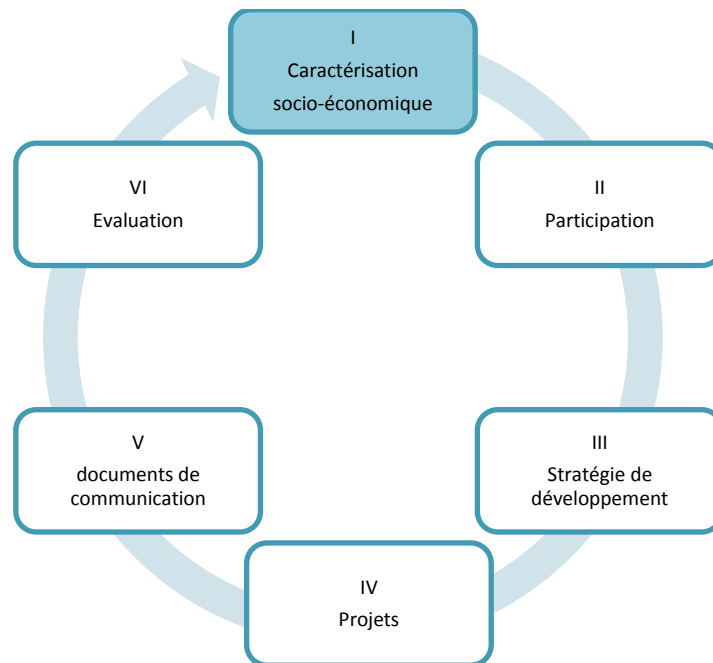 I
Caractérisation
socio-économique
II
Participation
III
Stratégie de
développement
IV
Projets
V
documents de
communication
VI
Evaluation